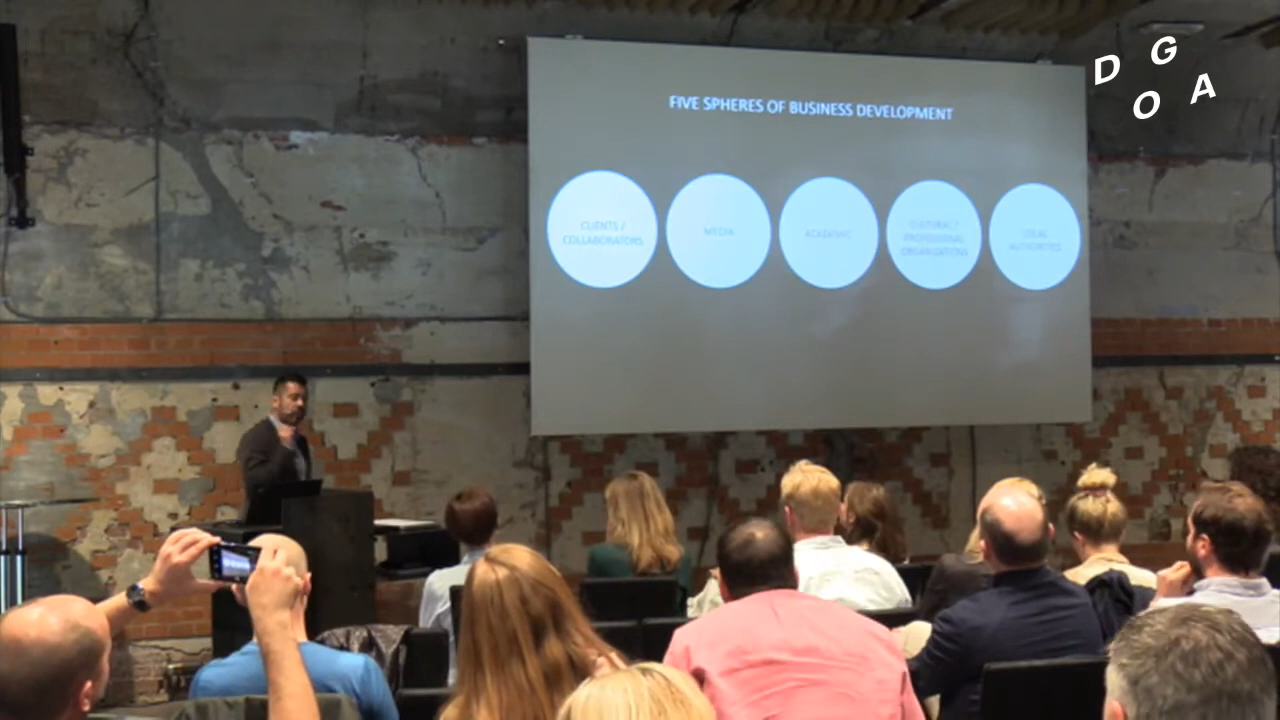 D G
O A
FIVE SPHERES OF BUSINESS DEVELOPMENT
CLIENTS /
COLLABORATORS
MEDIA
ACADEMIC
CULTURAL /
PROFESSIONAL
ORGANIZATIONS
LOCAL
AUTHORITIES